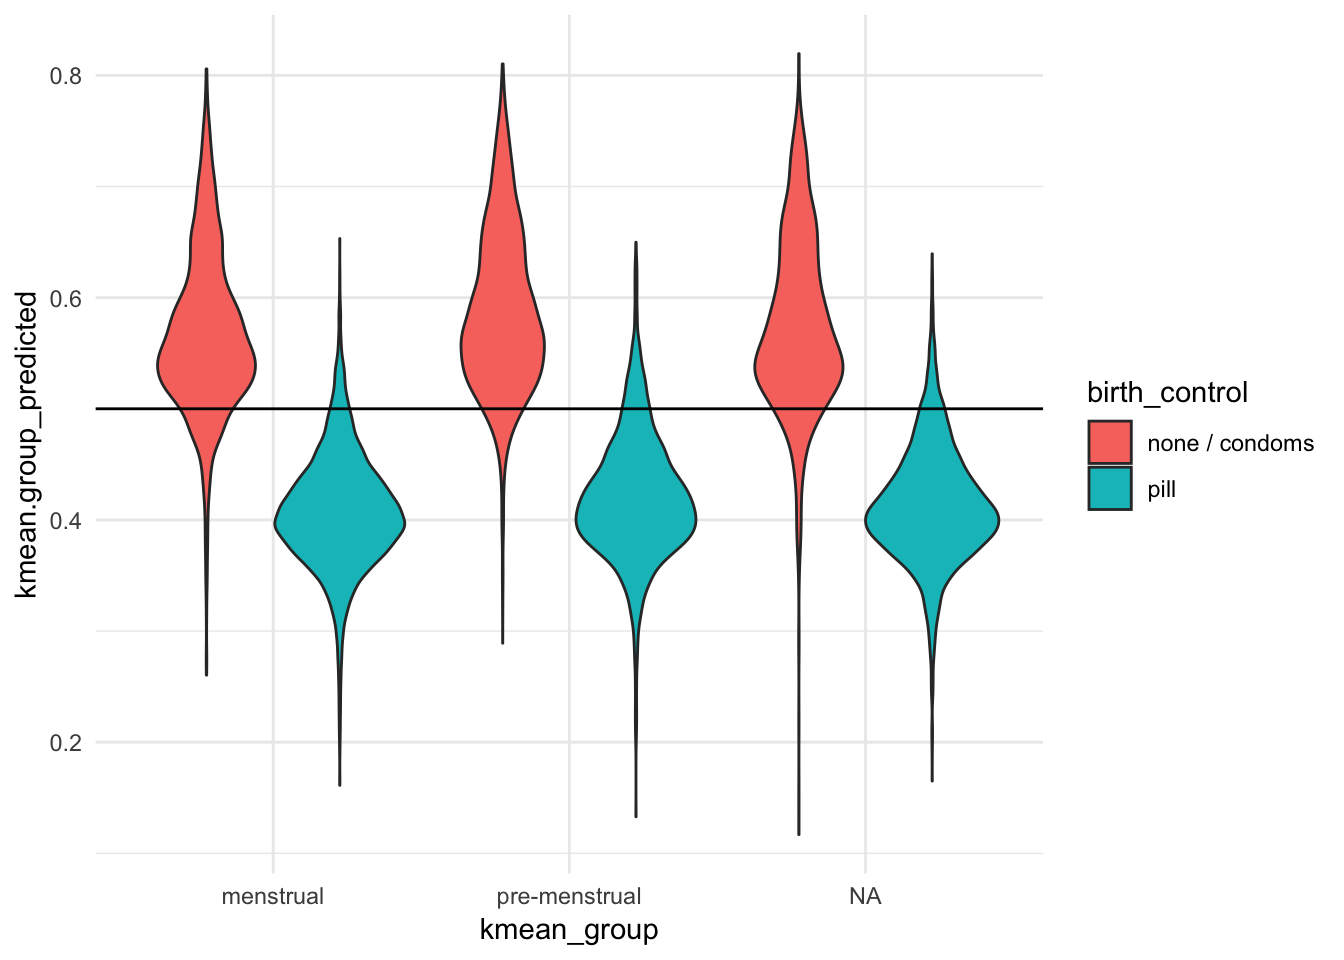 kmean.group_predicted
0.8
0.6
0.4
0.2
menstrual
pre-menstrual
NA
kmean_group
birth_control
none / condoms
pill